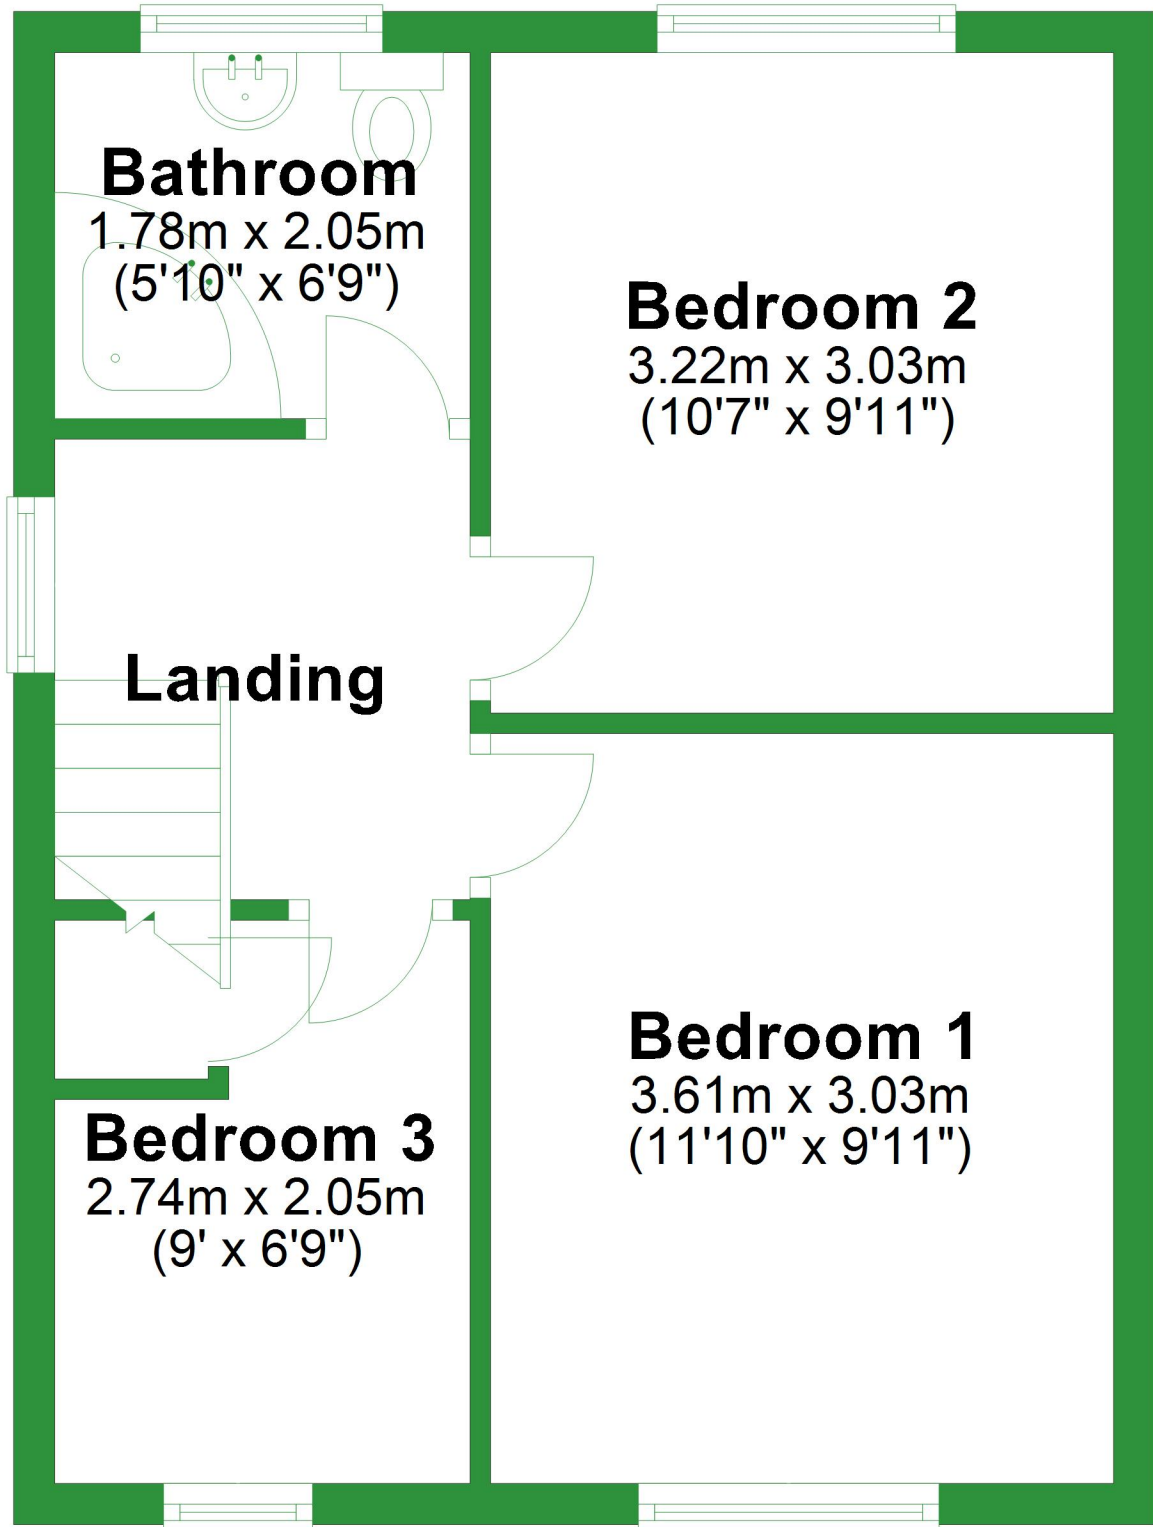 Bathroom
1.78m x 2.05m
(5'10" x 6'9")
Bedroom 2
3.22m x 3.03m
(10'7" x 9'11")
Landing
Bedroom 1
3.61m x 3.03m
(11'10" x 9'11")
Bedroom 3
2.74m x 2.05m
(9' x 6'9")